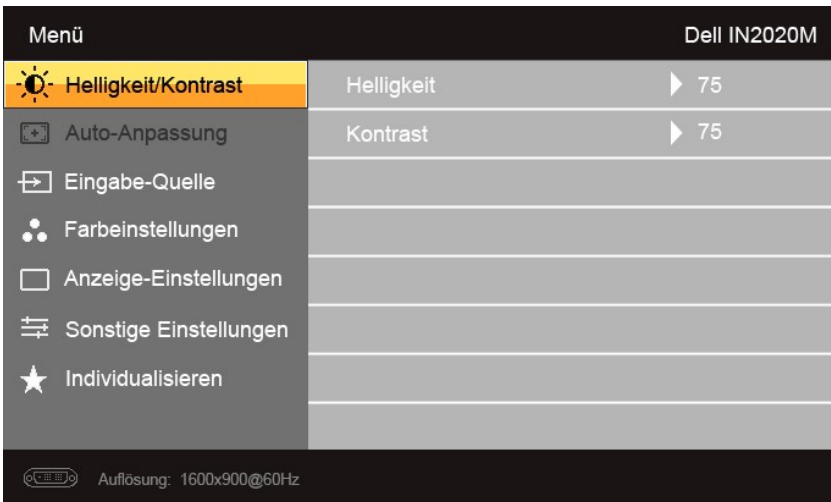 Menü Dell IN2020M
Helligkeit/Kontrast Helligkeit 75
Auto-Anpassung Kontrast 75
Eingabe-Quelle
Farbeinstellungen
Anzeige-Einstellungen
Sonstige Einstellungen
Individualisieren
Auflösung: 1600x900@60Hz